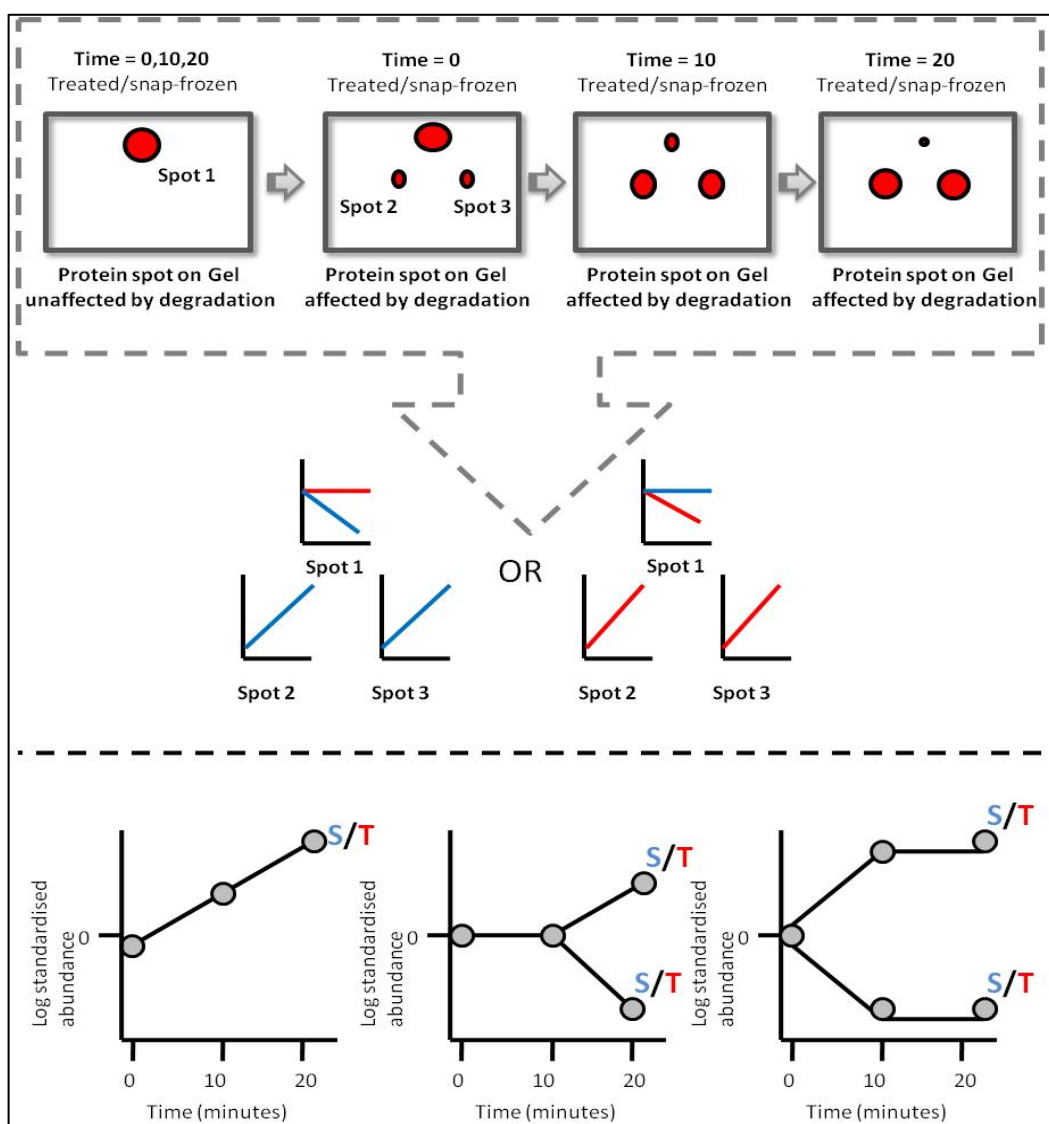 Time = 0,10,20
Treated/snap-frozen
Spot 1
Protein spot on Gel
unaffected by degradation
Time = 0
Treated/snap-frozen
Spot 2
Spot 3
Protein spot on Gel
affected by degradation
Time = 10
Treated/snap-frozen
Protein spot on Gel
affected by degradation
Time = 20
Treated/snap-frozen
Protein spot on Gel
affected by degradation
Spot 1
Spot 2
Spot 3
OR
Spot 1
Spot 2
Spot 3
Log standardised
abundance
0
S/T
0
10
20
Time (minutes)
Log standardised
abundance
0
S/T
S/T
0
10
20
Time (minutes)
Log standardised
abundance
0
S/T
S/T
0
10
20
Time (minutes)